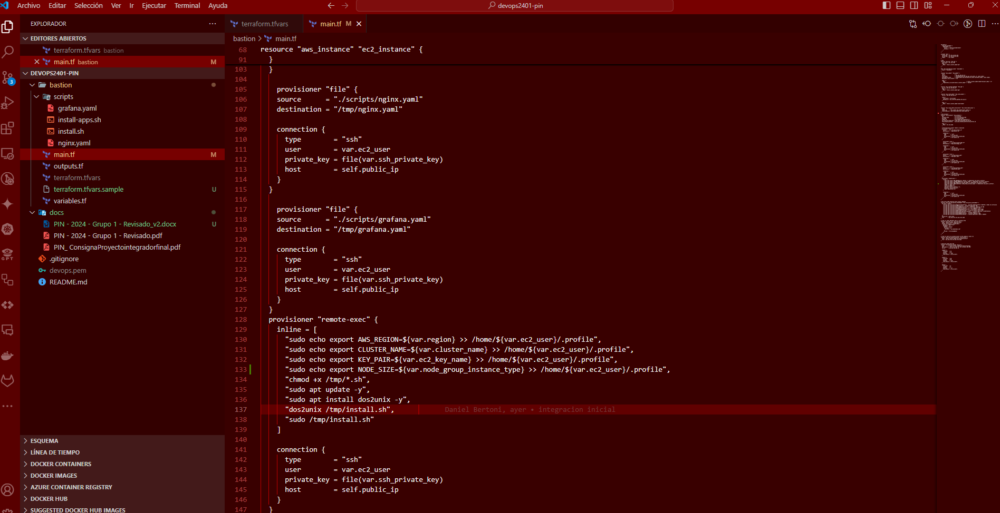 Archivo Editar Selección Ver Ir Ejecutar Terminal Ayuda
devops2401-pin
EXPLORADOR
EDITORES ABIERTOS
terraform.tfvars bastion
main.tf bastion M
DEVOPS2401-PIN
bastion
scripts
grafana.yaml
install-apps.sh
install.sh
nginx.yaml
main.tf M
outputs.tf
terraform.tfvars
terraform.tfvars.sample U
variables.tf
docs
PIN - 2024 - Grupo 1 - Revisado_v2.docx U
PIN - 2024 - Grupo 1 - Revisado.pdf
PIN_ ConsignaProyectointegradorfinal.pdf
.gitignore
devops.pem
README.md
ESQUEMA
LÍNEA DE TIEMPO
DOCKER CONTAINERS
DOCKER IMAGES
AZURE CONTAINER REGISTRY
DOCKER HUB
SUGGESTED DOCKER HUB IMAGES
3
GPT
terraform.tfvars
main.tf M
bastion > main.tf
68 resource "aws_instance" "ec2_instance" {
91 }
103 }
104
105 provisioner "file" {
106 source = "./scripts/nginx.yaml"
107 destination = "/tmp/nginx.yaml"
108
109 connection {
110 type = "ssh"
111 user = var.ec2_user
112 private_key = file(var.ssh_private_key)
113 host = self.public_ip
114 }
115 }
116
117 provisioner "file" {
118 source = "./scripts/grafana.yaml"
119 destination = "/tmp/grafana.yaml"
120
121 connection {
122 type = "ssh"
123 user = var.ec2_user
124 private_key = file(var.ssh_private_key)
125 host = self.public_ip
126 }
127 }
128 provisioner "remote-exec" {
129 inline = [
130 "sudo echo export AWS_REGION=${var.region} >> /home/${var.ec2_user}/.profile",
131 "sudo echo export CLUSTER_NAME=${var.cluster_name} >> /home/${var.ec2_user}/.profile",
132 "sudo echo export KEY_PAIR=${var.ec2_key_name} >> /home/${var.ec2_user}/.profile",
133 "sudo echo export NODE_SIZE=${var.node_group_instance_type} >> /home/${var.ec2_user}/.profile",
134 "chmod +x /tmp/*.sh",
135 "sudo apt update -y",
136 "sudo apt install dos2unix -y",
137 "dos2unix /tmp/install.sh", Daniel Bertoni, ayer • integracion inicial
138 "sudo /tmp/install.sh"
139 ]
140
141 connection {
142 type = "ssh"
143 user = var.ec2_user
144 private_key = file(var.ssh_private_key)
145 host = self.public_ip
146 }
147 }